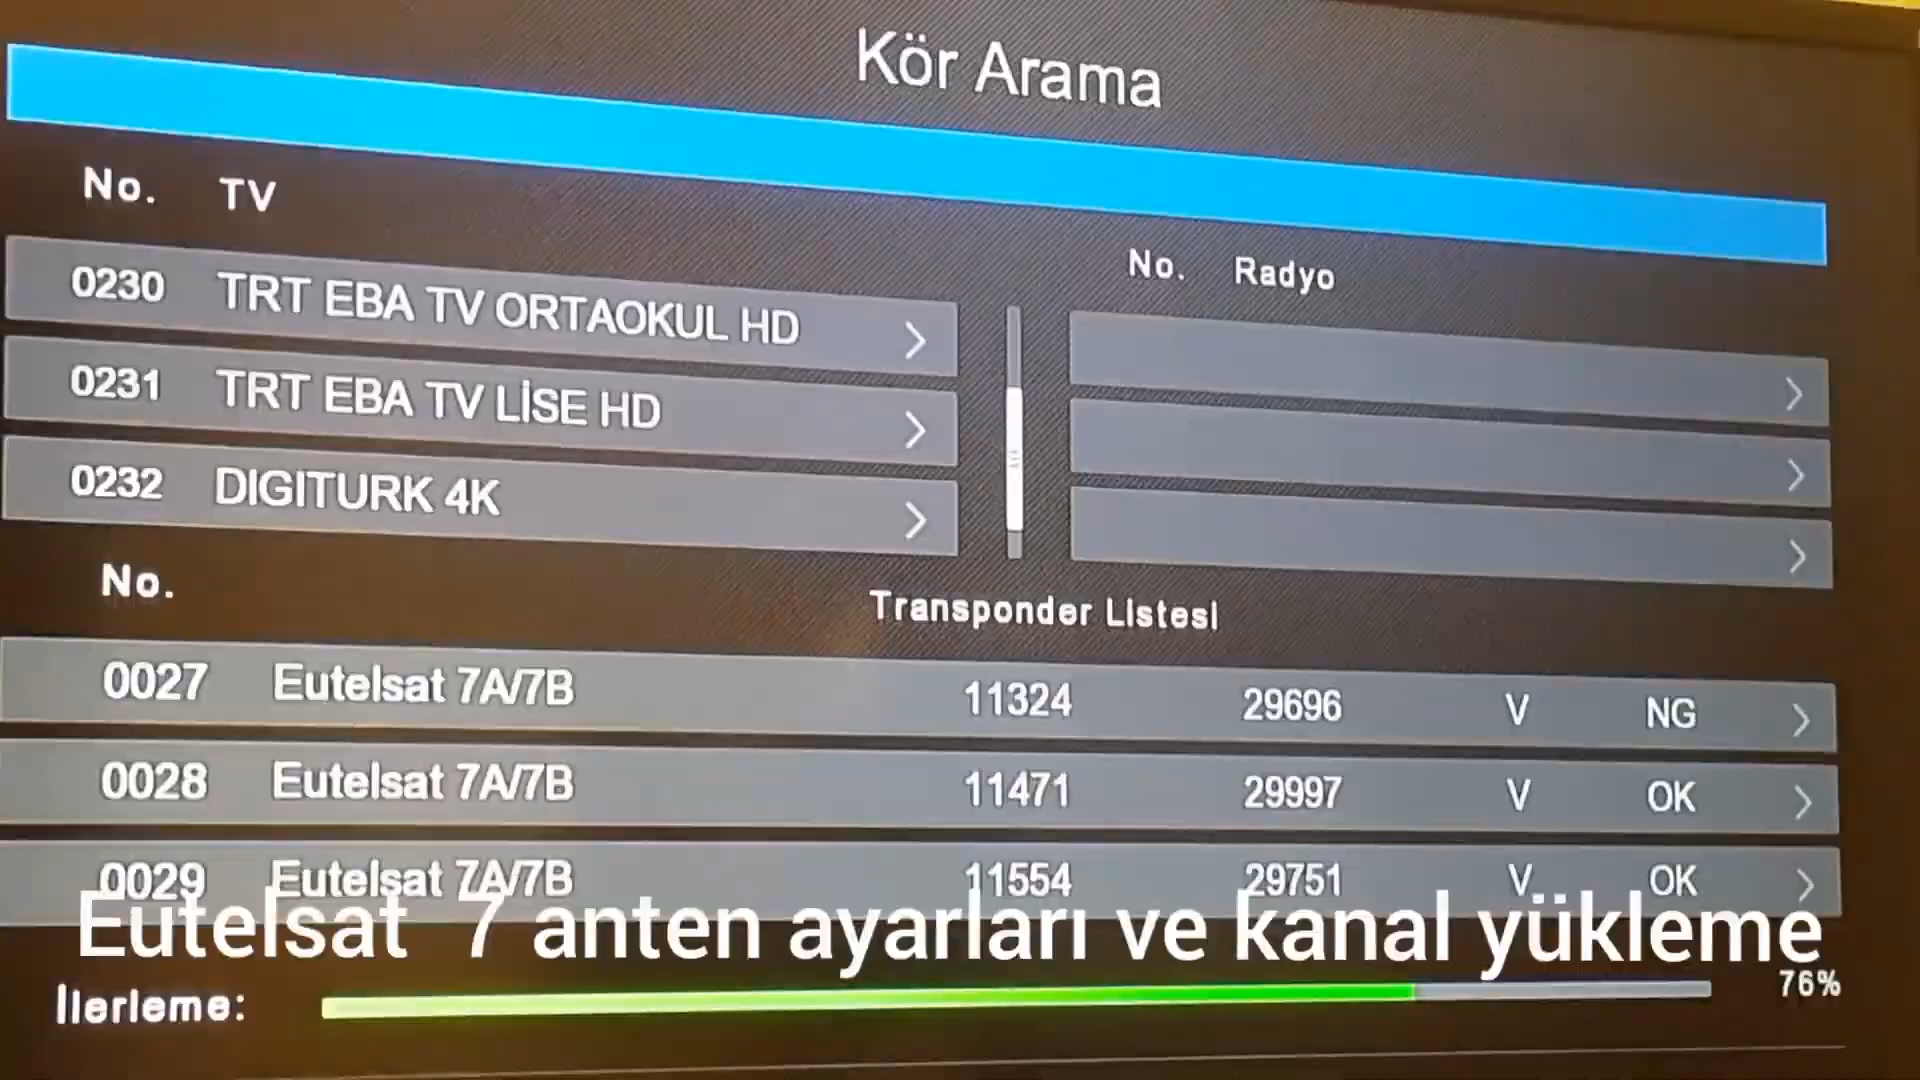 Kör Arama
No. TV
0230 TRT EBA TV ORTAOKUL HD
0231 TRT EBA TV LİSE HD
0232 DIGITURK 4K
No. Radyo
No. Transponder Listesi
0027 Eutelsat 7A/7B 11324 29696 V NG
0028 Eutelsat 7A/7B 11471 29997 V OK
0029 Eutelsat 7A/7B 11554 29751 V OK
Eutelsat 7 anten ayarları ve kanal yükleme
İlerleme: 76%